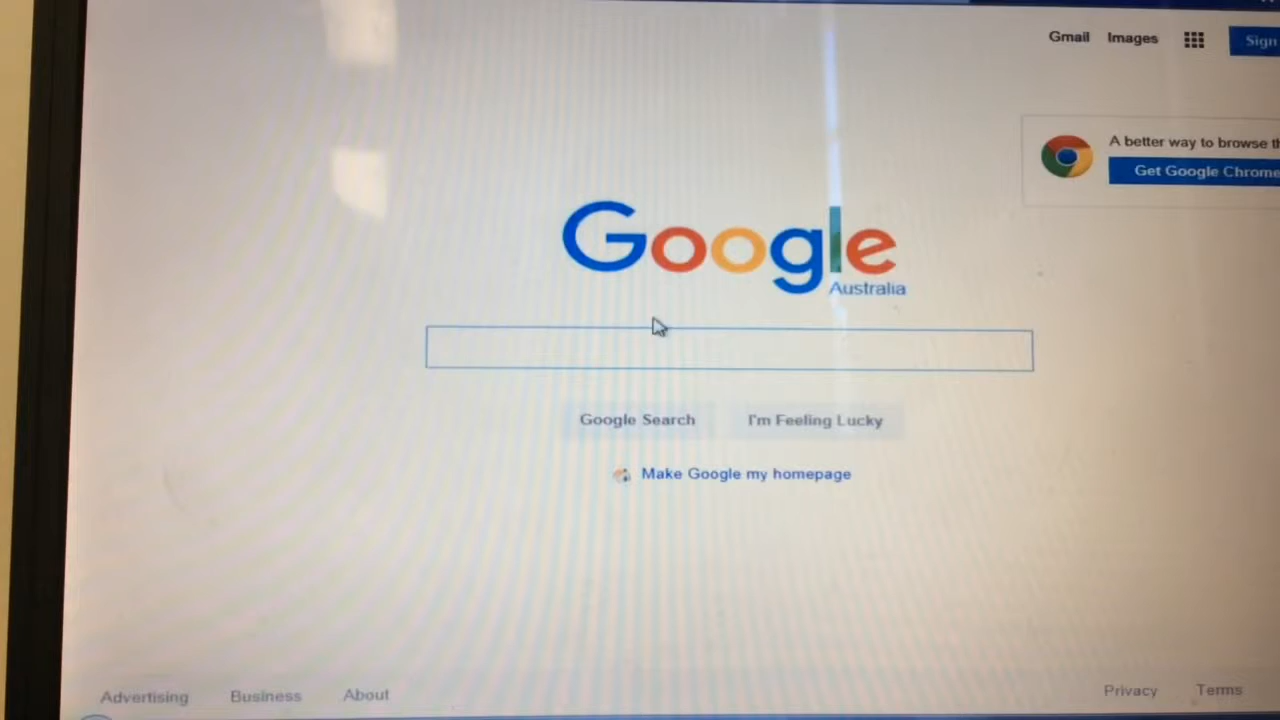 Gmail Images Sign
A better way to browse th
Get Google Chrome
Google
Australia
Google Search I'm Feeling Lucky
Make Google my homepage
Advertising Business About Privacy Terms